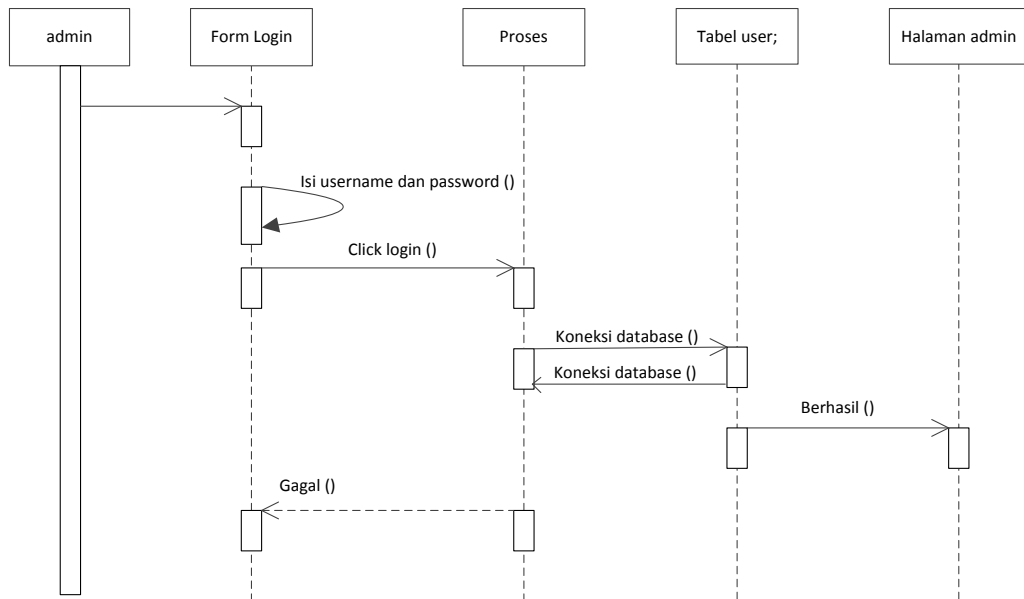 admin
Form Login
Proses
Tabel user;
Halaman admin
Isi username dan password ()
Click login ()
Koneksi database ()
Koneksi database ()
Berhasil ()
Gagal ()